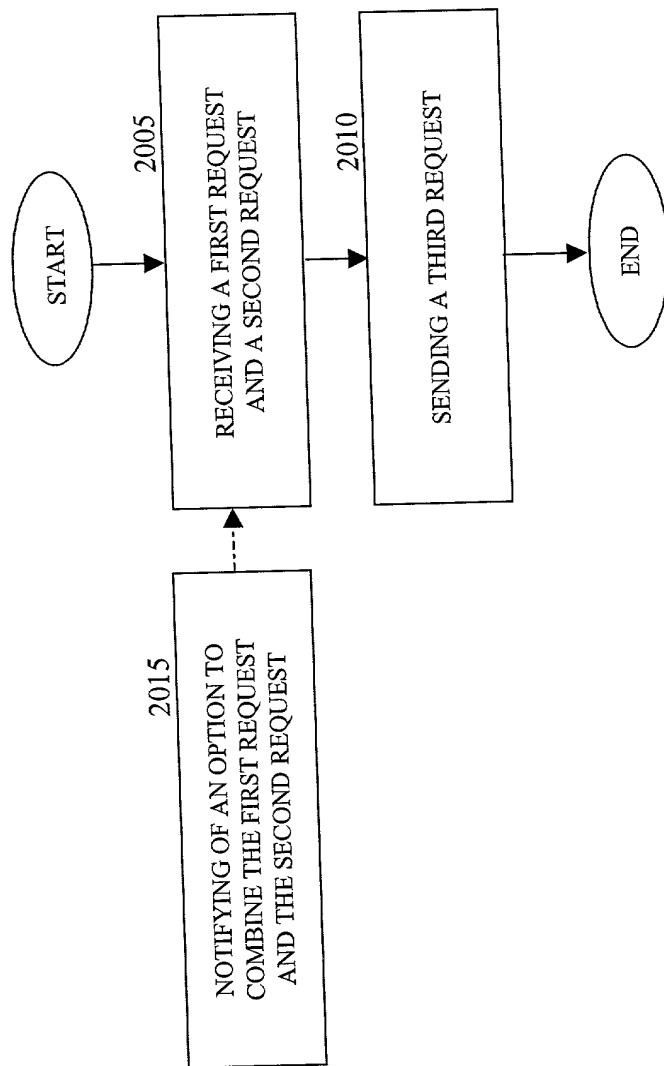 START
2005
RECEIVING A FIRST REQUEST
AND A SECOND REQUEST
2010
SENDING A THIRD REQUEST
END
2015
NOTIFYING OF AN OPTION TO
COMBINE THE FIRST REQUEST
AND THE SECOND REQUEST